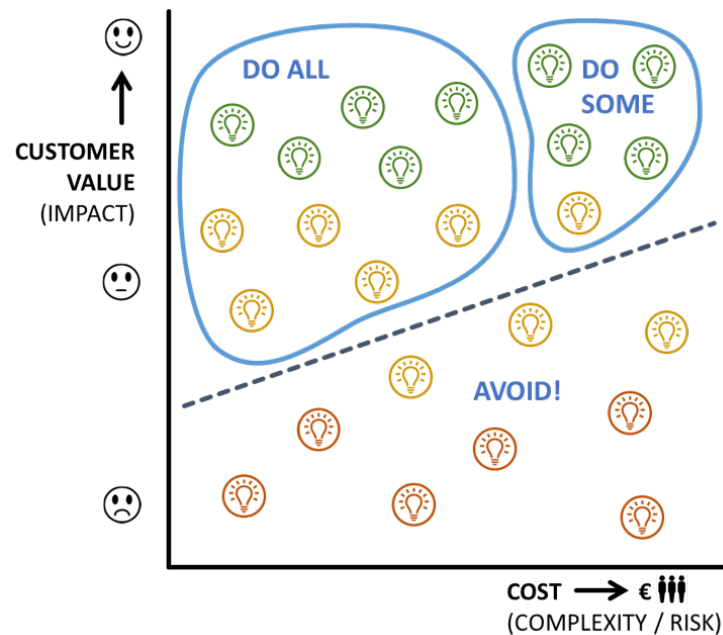 DO ALL
DO
SOME
CUSTOMER
VALUE
(IMPACT)
AVOID!
COST €
(COMPLEXITY / RISK)